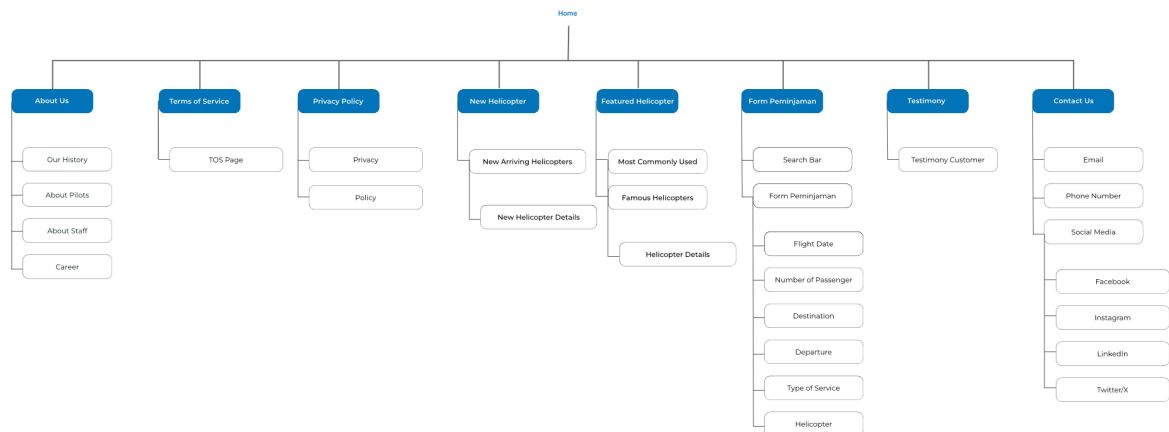 Home
About Us
Terms of Service
Privacy Policy
New Helicopter
Featured Helicopter
Form Peminjaman
Testimony
Contact Us
Our History
About Pilots
About Staff
Career
TOS Page
Privacy
Policy
New Arriving Helicopters
New Helicopter Details
Most Commonly Used
Famous Helicopters
Helicopter Details
Search Bar
Form Peminjaman
Flight Date
Number of Passenger
Destination
Departure
Type of Service
Helicopter
Testimony Customer
Email
Phone Number
Social Media
Facebook
Instagram
LinkedIn
Twitter/X